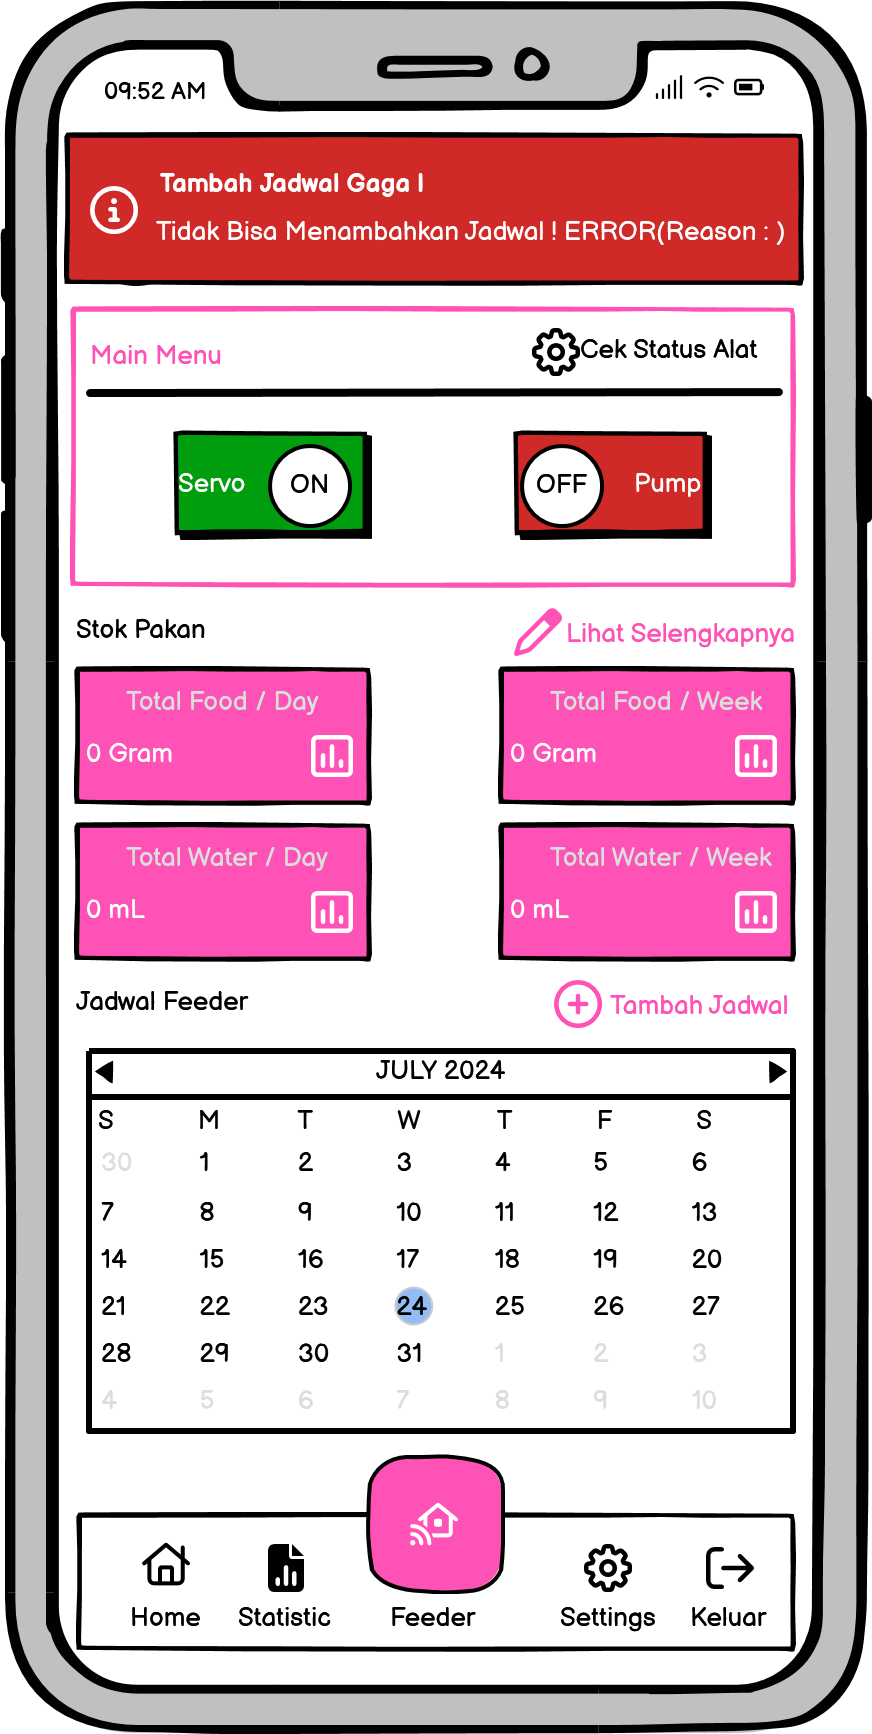 09:52 AM
Tambah Jadwal Gaga l
Tidak Bisa Menambahkan Jadwal ! ERROR(Reason : )
Main Menu Cek Status Alat
Servo ON OFF Pump
Stok Pakan Lihat Selengkapnya
Total Food / Day Total Food / Week
0 Gram 0 Gram
Total Water / Day Total Water / Week
0 mL 0 mL
Jadwal Feeder Tambah Jadwal
JULY 2024
S M T W T F S
30 1 2 3 4 5 6
7 8 9 10 11 12 13
14 15 16 17 18 19 20
21 22 23 24 25 26 27
28 29 30 31 1 2 3
4 5 6 7 8 9 10
Home Statistic Feeder Settings Keluar